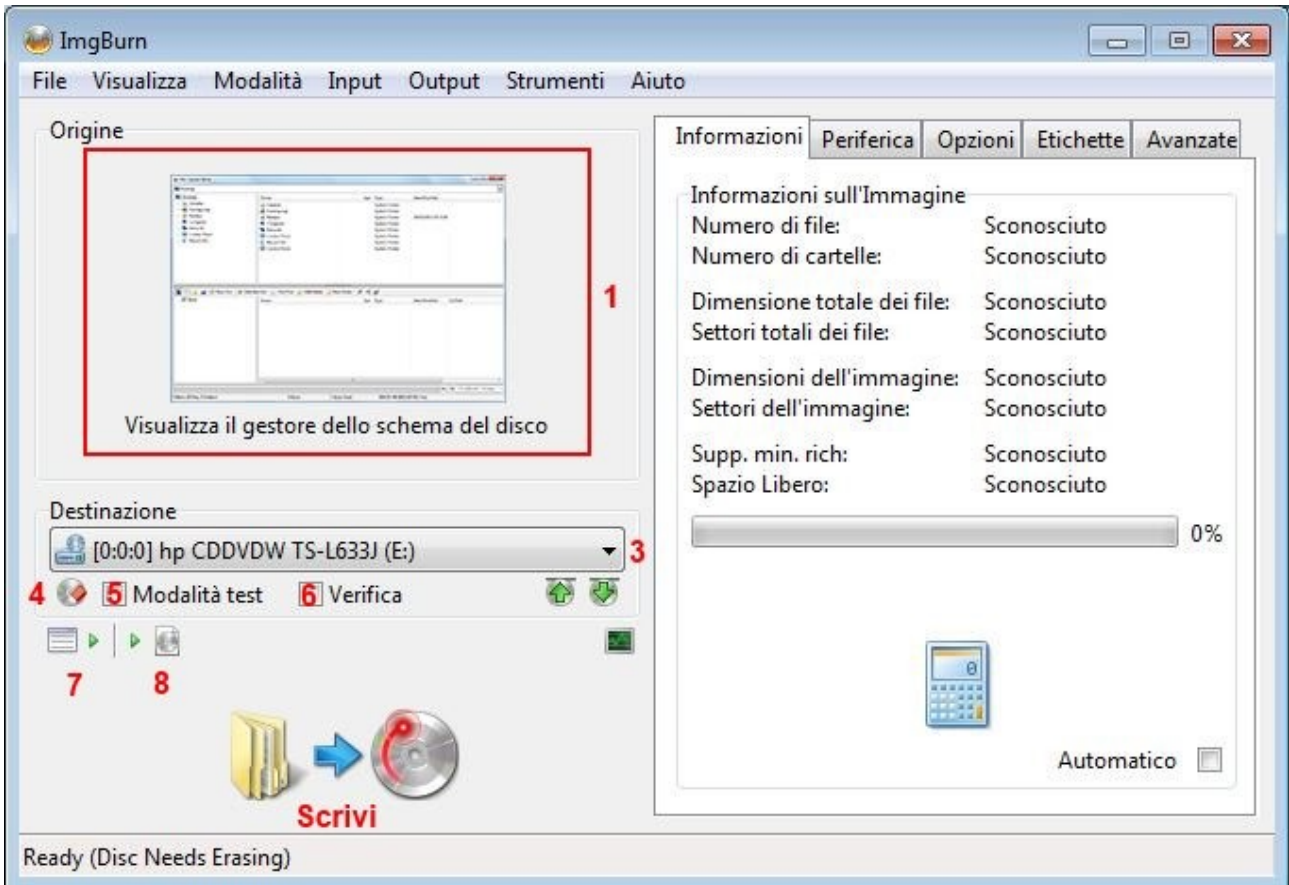 ImgBurn
File Visualizza Modalità Input Output Strumenti Aiuto
Origine
1
Visualizza il gestore dello schema del disco
Destinazione
[0:0:0] hp CDDVDW TS-L633J (E:) 3
4 5 Modalità test 6 Verifica
7 8
Scrivi
Informazioni Periferica Opzioni Etichette Avanzate
Informazioni sull'Immagine
Numero di file: Sconosciuto
Numero di cartelle: Sconosciuto
Dimensione totale dei file: Sconosciuto
Settori totali dei file: Sconosciuto
Dimensioni dell'immagine: Sconosciuto
Settori dell'immagine: Sconosciuto
Supp. min. rich: Sconosciuto
Spazio Libero: Sconosciuto
0%
0
Automatico
Ready (Disc Needs Erasing)